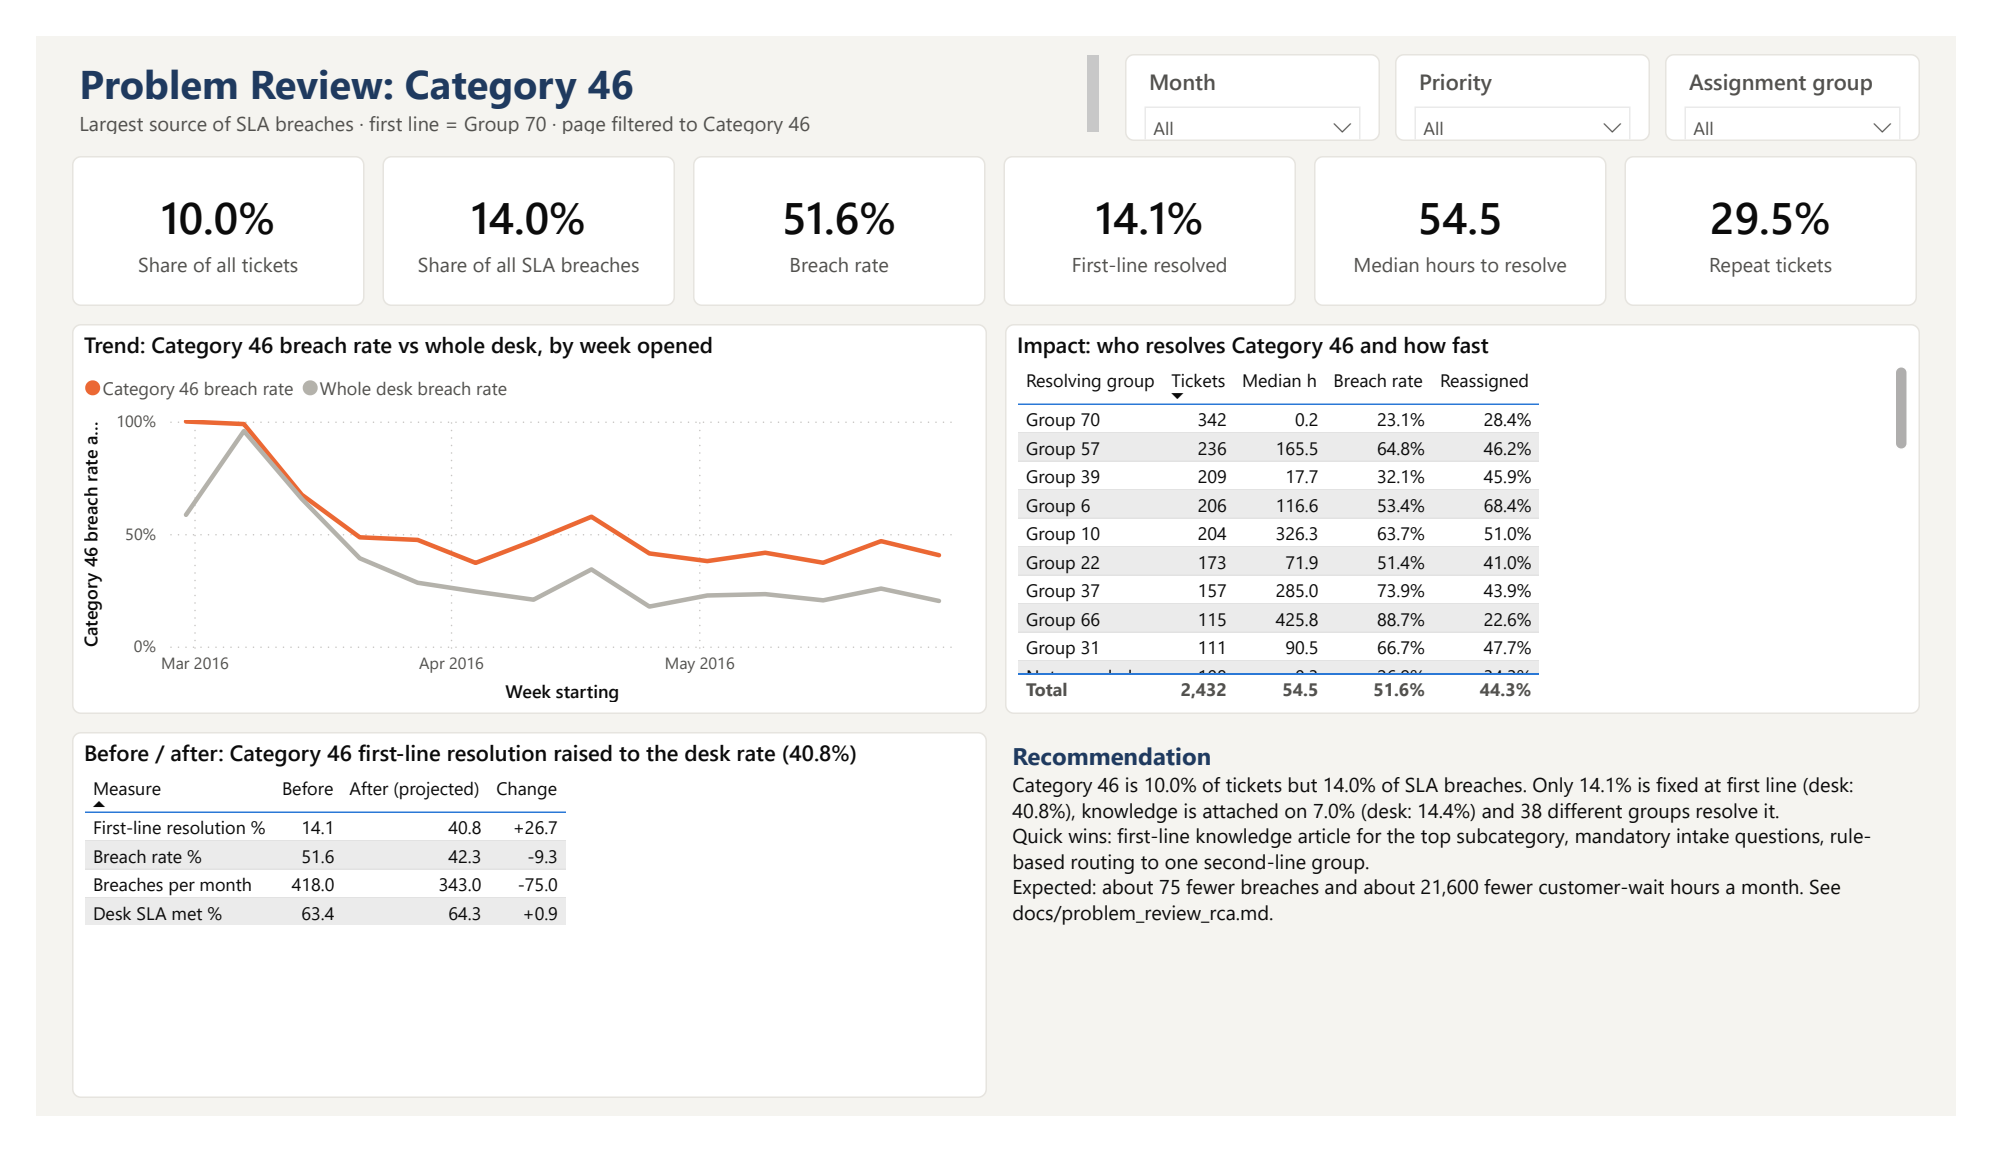 Problem Review: Category 46
Largest source of SLA breaches · first line = Group 70 · page filtered to Category 46
Month
All
Priority
All
Assignment group
All
10.0%
Share of all tickets
14.0%
Share of all SLA breaches
51.6%
Breach rate
14.1%
First-line resolved
54.5
Median hours to resolve
29.5%
Repeat tickets
Trend: Category 46 breach rate vs whole desk, by week opened
Category 46 breach rate Whole desk breach rate
Category 46 breach rate a...
100%
50%
0%
Mar 2016 Apr 2016 May 2016
Week starting
Impact: who resolves Category 46 and how fast
Resolving group Tickets Median h Breach rate Reassigned
Group 70 342 0.2 23.1% 28.4%
Group 57 236 165.5 64.8% 46.2%
Group 39 209 17.7 32.1% 45.9%
Group 6 206 116.6 53.4% 68.4%
Group 10 204 326.3 63.7% 51.0%
Group 22 173 71.9 51.4% 41.0%
Group 37 157 285.0 73.9% 43.9%
Group 66 115 425.8 88.7% 22.6%
Group 31 111 90.5 66.7% 47.7%
Total 2,432 54.5 51.6% 44.3%
Before / after: Category 46 first-line resolution raised to the desk rate (40.8%)
Measure Before After (projected) Change
First-line resolution % 14.1 40.8 +26.7
Breach rate % 51.6 42.3 -9.3
Breaches per month 418.0 343.0 -75.0
Desk SLA met % 63.4 64.3 +0.9
Recommendation
Category 46 is 10.0% of tickets but 14.0% of SLA breaches. Only 14.1% is fixed at first line (desk:
40.8%), knowledge is attached on 7.0% (desk: 14.4%) and 38 different groups resolve it.
Quick wins: first-line knowledge article for the top subcategory, mandatory intake questions, rule-
based routing to one second-line group.
Expected: about 75 fewer breaches and about 21,600 fewer customer-wait hours a month. See
docs/problem_review_rca.md.